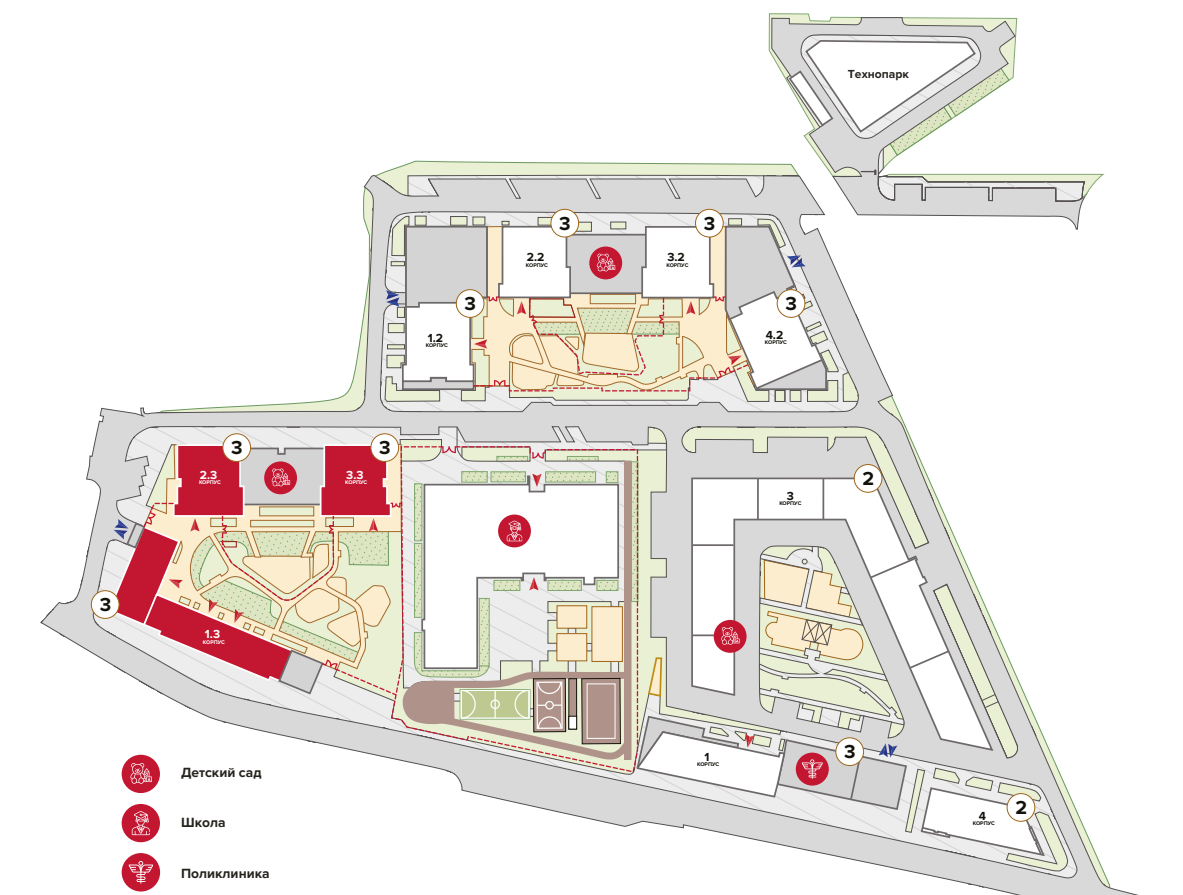 Технопарк
3
3
2.2
КОРПУС
3.2
КОРПУС
3
3
1.2
КОРПУС
4.2
КОРПУС
3
3
2.3
КОРПУС
3.3
КОРПУС
2
3
КОРПУС
3
1.3
КОРПУС
3
1
КОРПУС
2
4
КОРПУС
Детский сад
Школа
Поликлиника